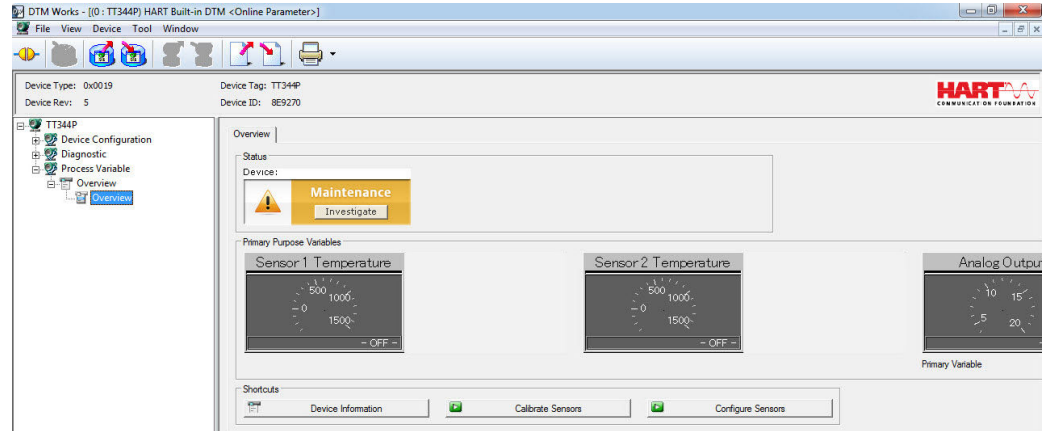 DTM Works - [(0 : TT344P) HART Built-in DTM <Online Parameter>]
File View Device Tool Window
Device Type: 0x0019
Device Tag: TT344P
Device Rev: 5
Device ID: 8E9270
HART
COMMUNICATION FOUNDATION
TT344P
Device Configuration
Diagnostic
Process Variable
Overview
Overview
Overview
Status
Device:
Maintenance
Investigate
Primary Purpose Variables
Sensor 1 Temperature
500
1000
0
1500
- OFF -
Sensor 2 Temperature
500
1000
0
1500
- OFF -
Analog Outpu
10
15
5
20
Primary Variable
Shortcuts
Device Information
Calibrate Sensors
Configure Sensors